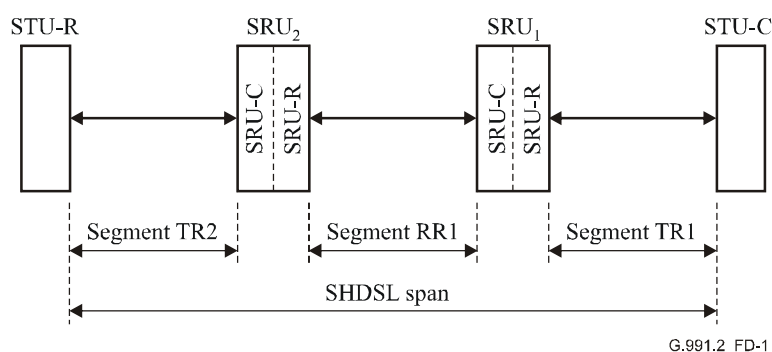 STU-R
SRU2
SRU1
STU-C
SRU-C
SRU-R
SRU-C
SRU-R
Segment TR2
Segment RR1
Segment TR1
SHDSL span
G.991.2 FD-1